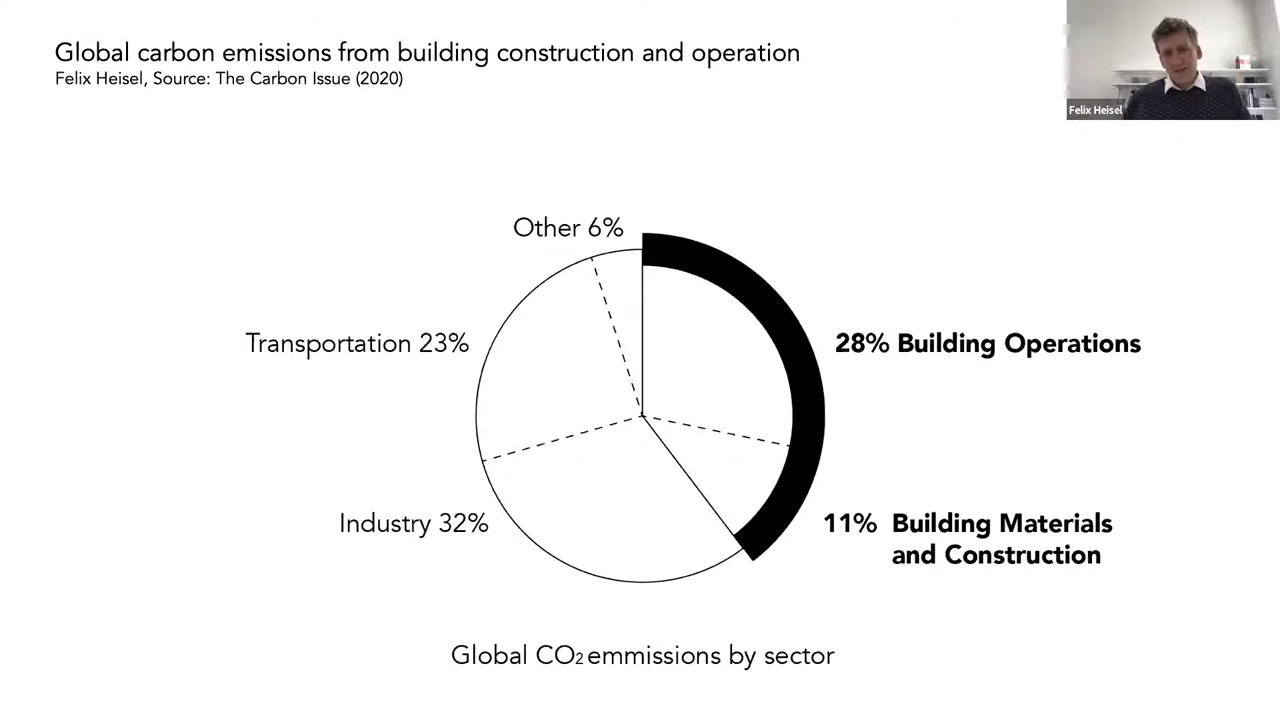 Global carbon emissions from building construction and operation
Felix Heisel, Source: The Carbon Issue (2020)
Felix Heisel
Other 6%
Transportation 23%
28% Building Operations
Industry 32%
11% Building Materials
and Construction
Global CO₂ emmissions by sector